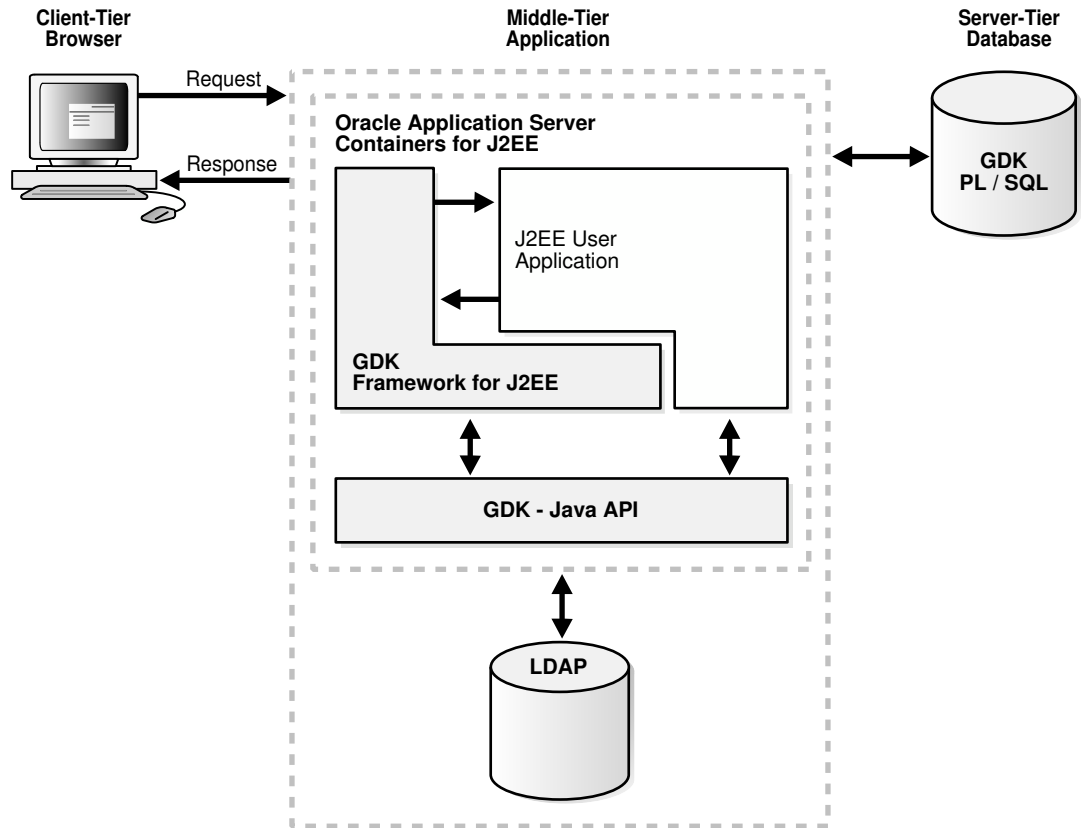 Client-Tier
Browser
Middle-Tier
Application
Server-Tier
Database
Request
Response
Oracle Application Server
Containers for J2EE
J2EE User
Application
GDK
Framework for J2EE
GDK - Java API
LDAP
GDK
PL / SQL